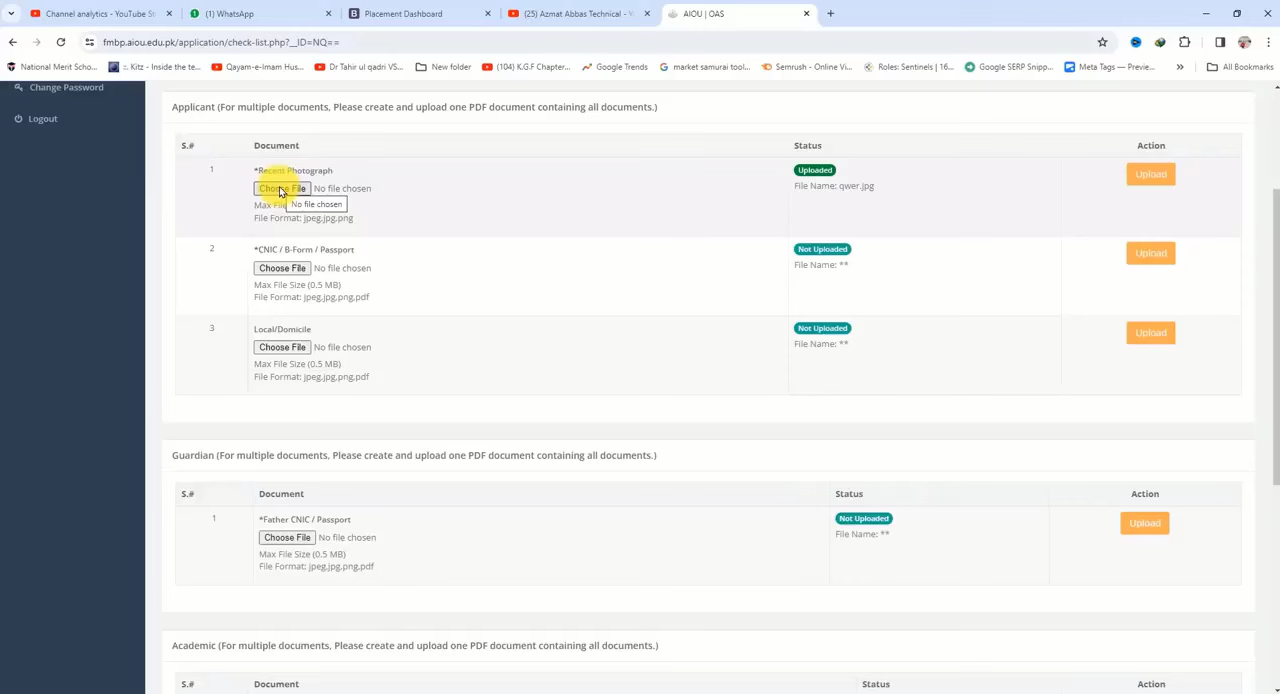 Channel analytics - YouTube St
(1) WhatsApp
Placement Dashboard
(25) Azmat Abbas Technical - Y
AIOU | OAS
fmbp.aiou.edu.pk/application/check-list.php?__ID=NQ==
National Merit Scho...
.:. Kitz - Inside the te...
Qayam-e-Imam Hus...
Dr Tahir ul qadri VS...
New folder
(104) K.G.F Chapter...
Google Trends
market samurai tool...
Semrush - Online Vi...
Roles: Sentinels | 16...
Google SERP Snipp...
Meta Tags — Previe...
»
All Bookmarks
Change Password
Logout
Applicant (For multiple documents, Please create and upload one PDF document containing all documents.)
S.# Document Status Action
1 *Recent Photograph Uploaded Upload
Choose File No file chosen File Name: qwer.jpg
Max File
No file chosen
File Format: jpeg,jpg,png
2 *CNIC / B-Form / Passport Not Uploaded Upload
Choose File No file chosen File Name: **
Max File Size (0.5 MB)
File Format: jpeg,jpg,png,pdf
3 Local/Domicile Not Uploaded Upload
Choose File No file chosen File Name: **
Max File Size (0.5 MB)
File Format: jpeg,jpg,png,pdf
Guardian (For multiple documents, Please create and upload one PDF document containing all documents.)
S.# Document Status Action
1 *Father CNIC / Passport Not Uploaded Upload
Choose File No file chosen File Name: **
Max File Size (0.5 MB)
File Format: jpeg,jpg,png,pdf
Academic (For multiple documents, Please create and upload one PDF document containing all documents.)
S.# Document Status Action